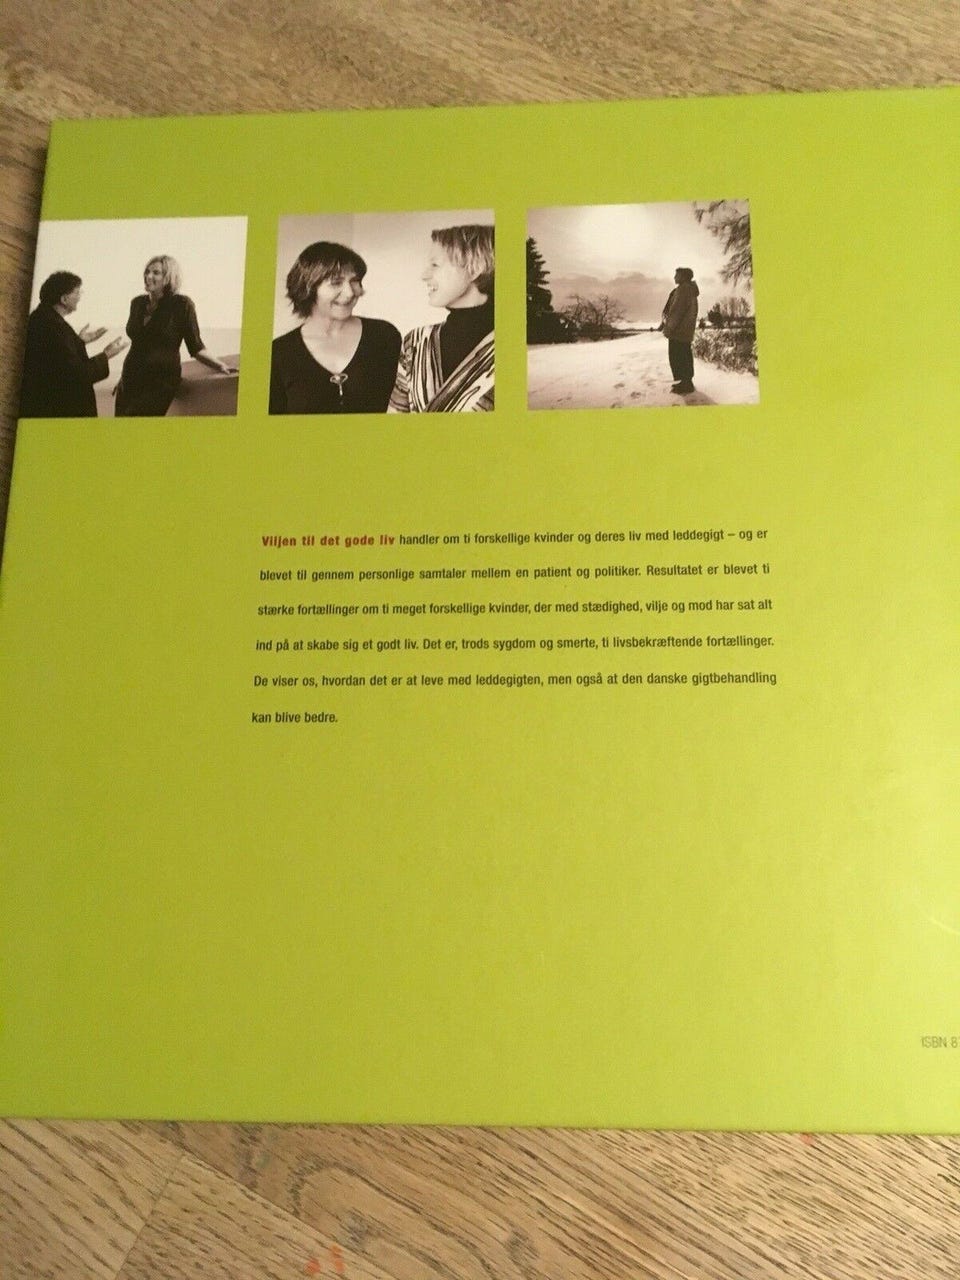 Viljen til det gode liv handler om ti forskellige kvinder og deres liv med leddegigt – og er
blevet til gennem personlige samtaler mellem en patient og politiker. Resultatet er blevet ti
stærke fortællinger om ti meget forskellige kvinder, der med stædighed, vilje og mod har sat alt
ind på at skabe sig et godt liv. Det er, trods sygdom og smerte, ti livsbekræftende fortællinger.
De viser os, hvordan det er at leve med leddegigten, men også at den danske gigtbehandling
kan blive bedre.
ISBN